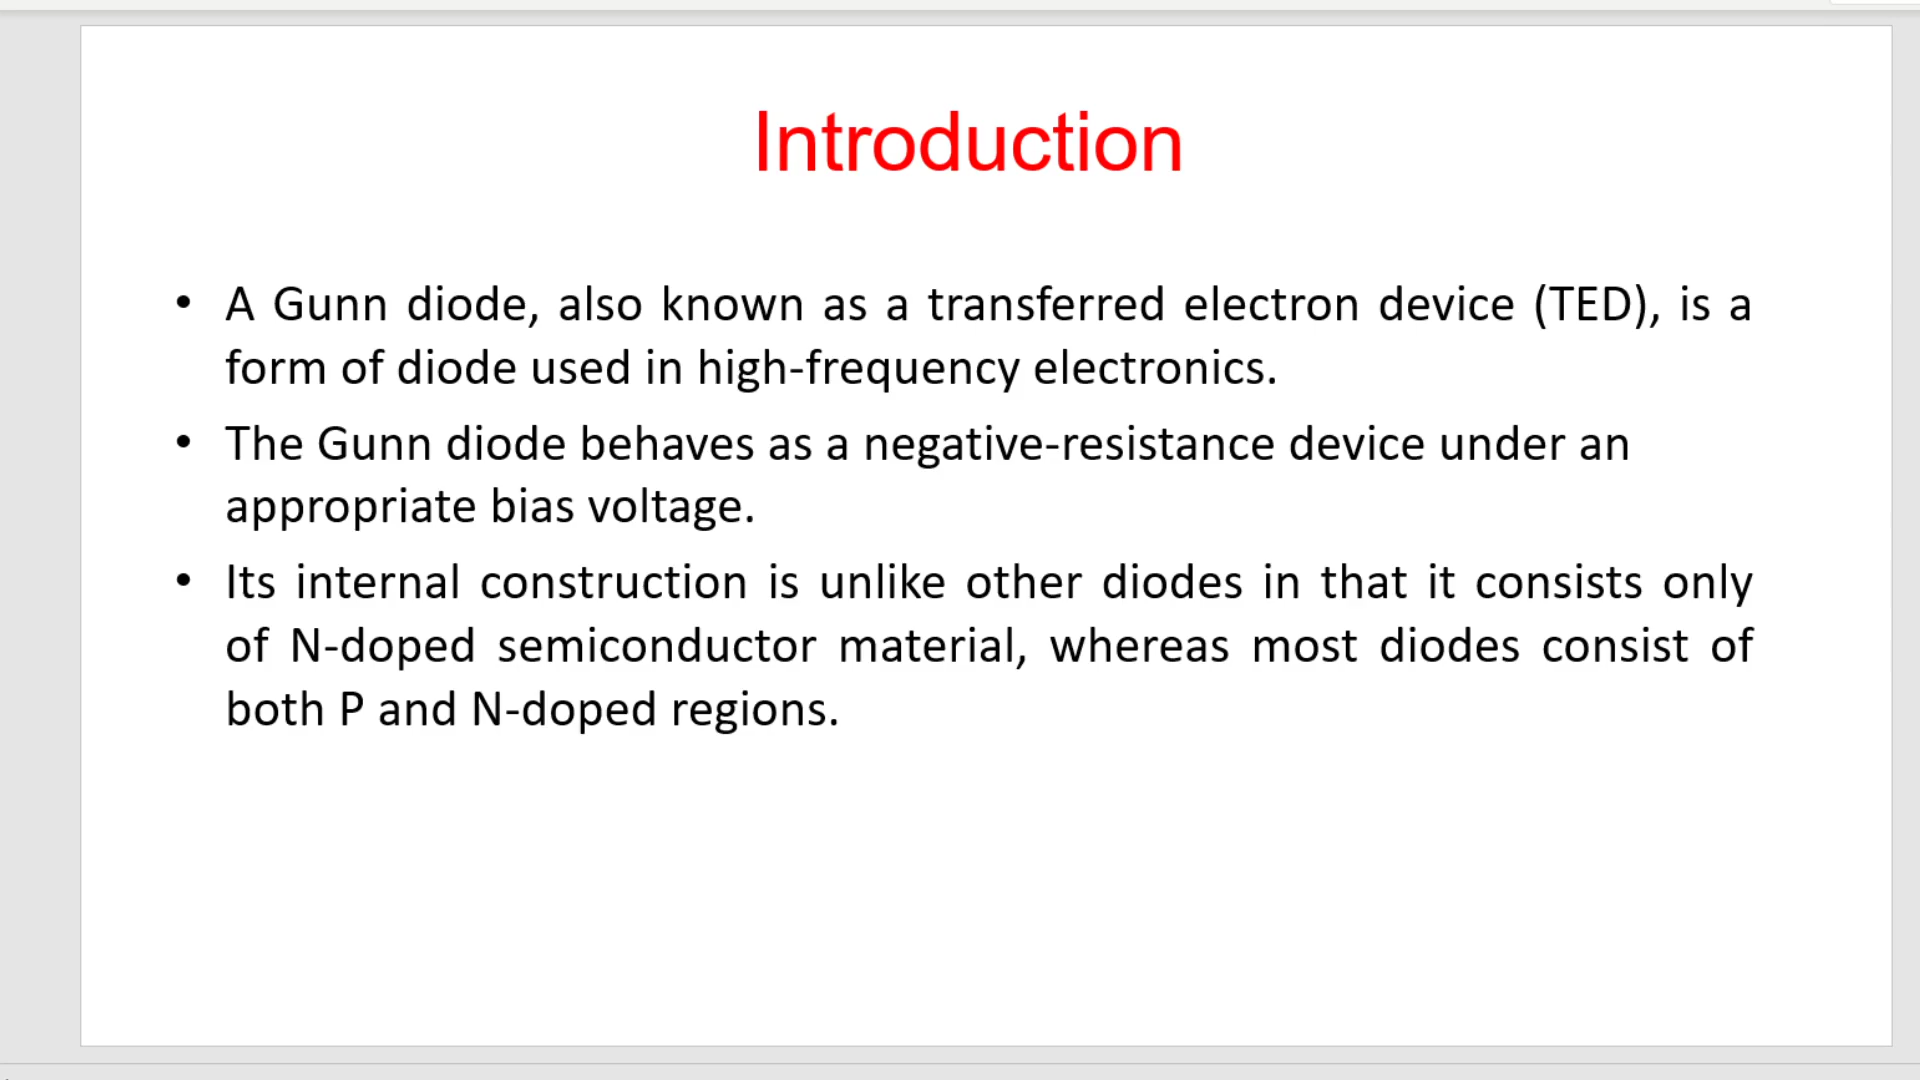 Introduction
• A Gunn diode, also known as a transferred electron device (TED), is a
form of diode used in high-frequency electronics.
• The Gunn diode behaves as a negative-resistance device under an
appropriate bias voltage.
• Its internal construction is unlike other diodes in that it consists only
of N-doped semiconductor material, whereas most diodes consist of
both P and N-doped regions.